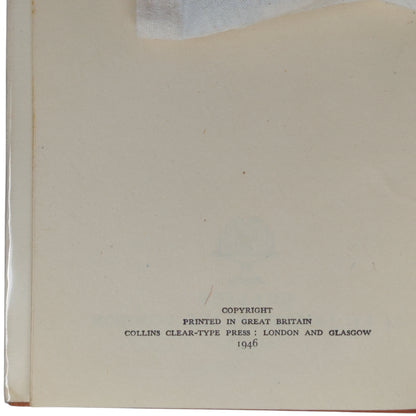 COPYRIGHT
PRINTED IN GREAT BRITAIN
COLLINS CLEAR-TYPE PRESS : LONDON AND GLASGOW
1946